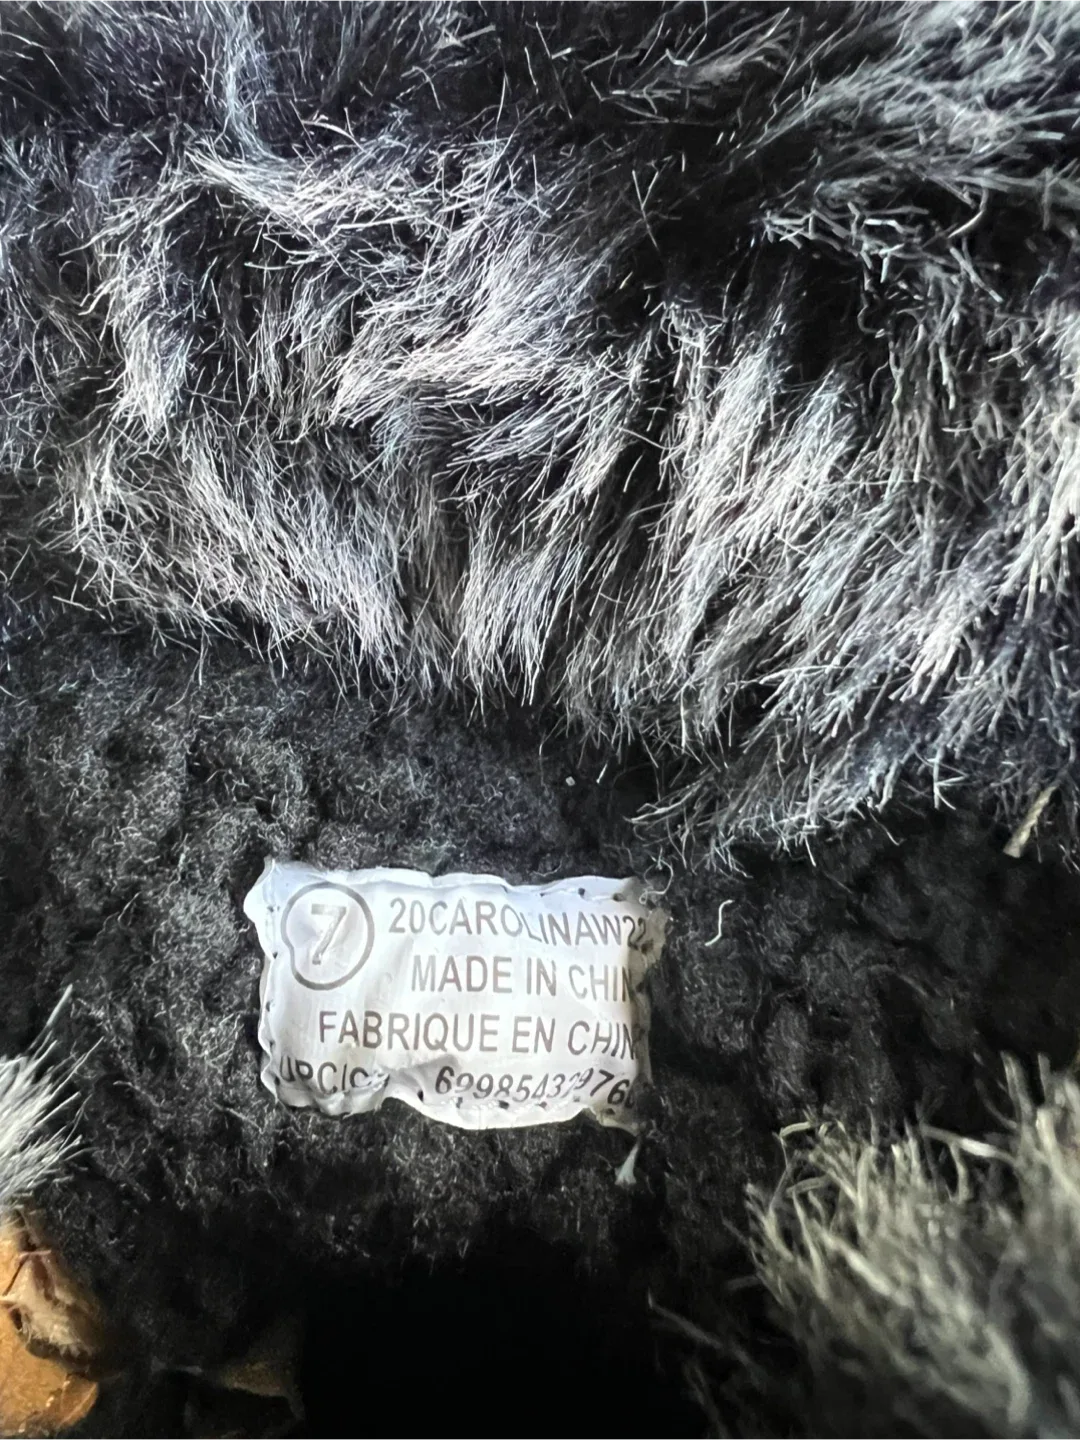 7 20CAROLINAW22
MADE IN CHIN
FABRIQUE EN CHIN